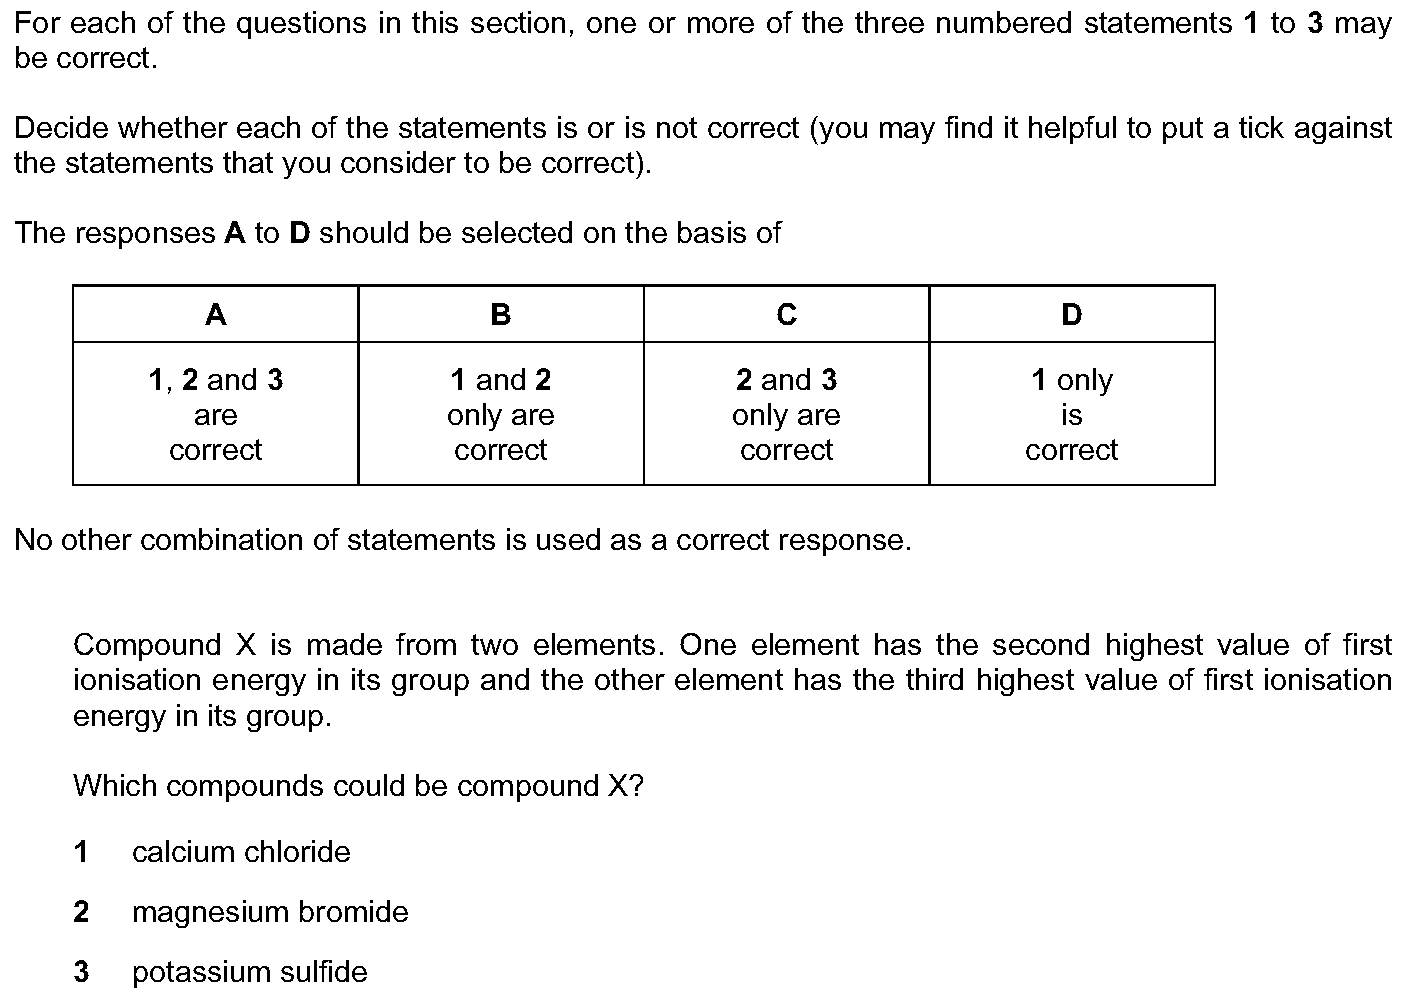 For each of the questions in this section, one or more of the three numbered statements 1 to 3 may
be correct.
Decide whether each of the statements is or is not correct (you may find it helpful to put a tick against
the statements that you consider to be correct).
The responses A to D should be selected on the basis of
A B C D
1, 2 and 3 1 and 2 2 and 3 1 only
are only are only are is
correct correct correct correct
No other combination of statements is used as a correct response.
Compound X is made from two elements. One element has the second highest value of first
ionisation energy in its group and the other element has the third highest value of first ionisation
energy in its group.
Which compounds could be compound X?
1 calcium chloride
2 magnesium bromide
3 potassium sulfide